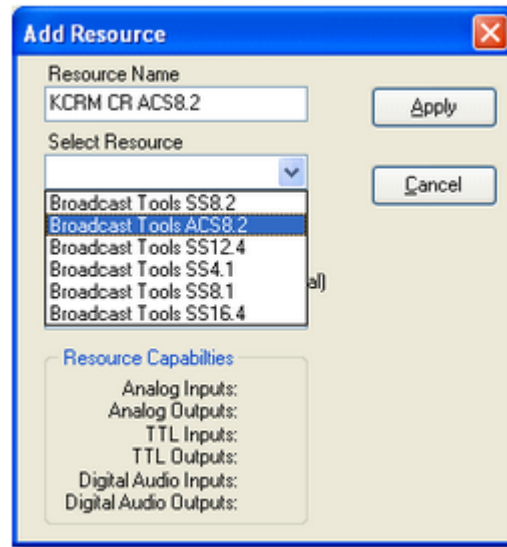 Add Resource
Resource Name
KCRM CR ACS8.2
Apply
Select Resource
Cancel
Broadcast Tools SS8.2
Broadcast Tools ACS8.2
Broadcast Tools SS12.4
Broadcast Tools SS4.1
al)
Broadcast Tools SS8.1
Broadcast Tools SS16.4
Resource Capabilties
Analog Inputs:
Analog Outputs:
TTL Inputs:
TTL Outputs:
Digital Audio Inputs:
Digital Audio Outputs: